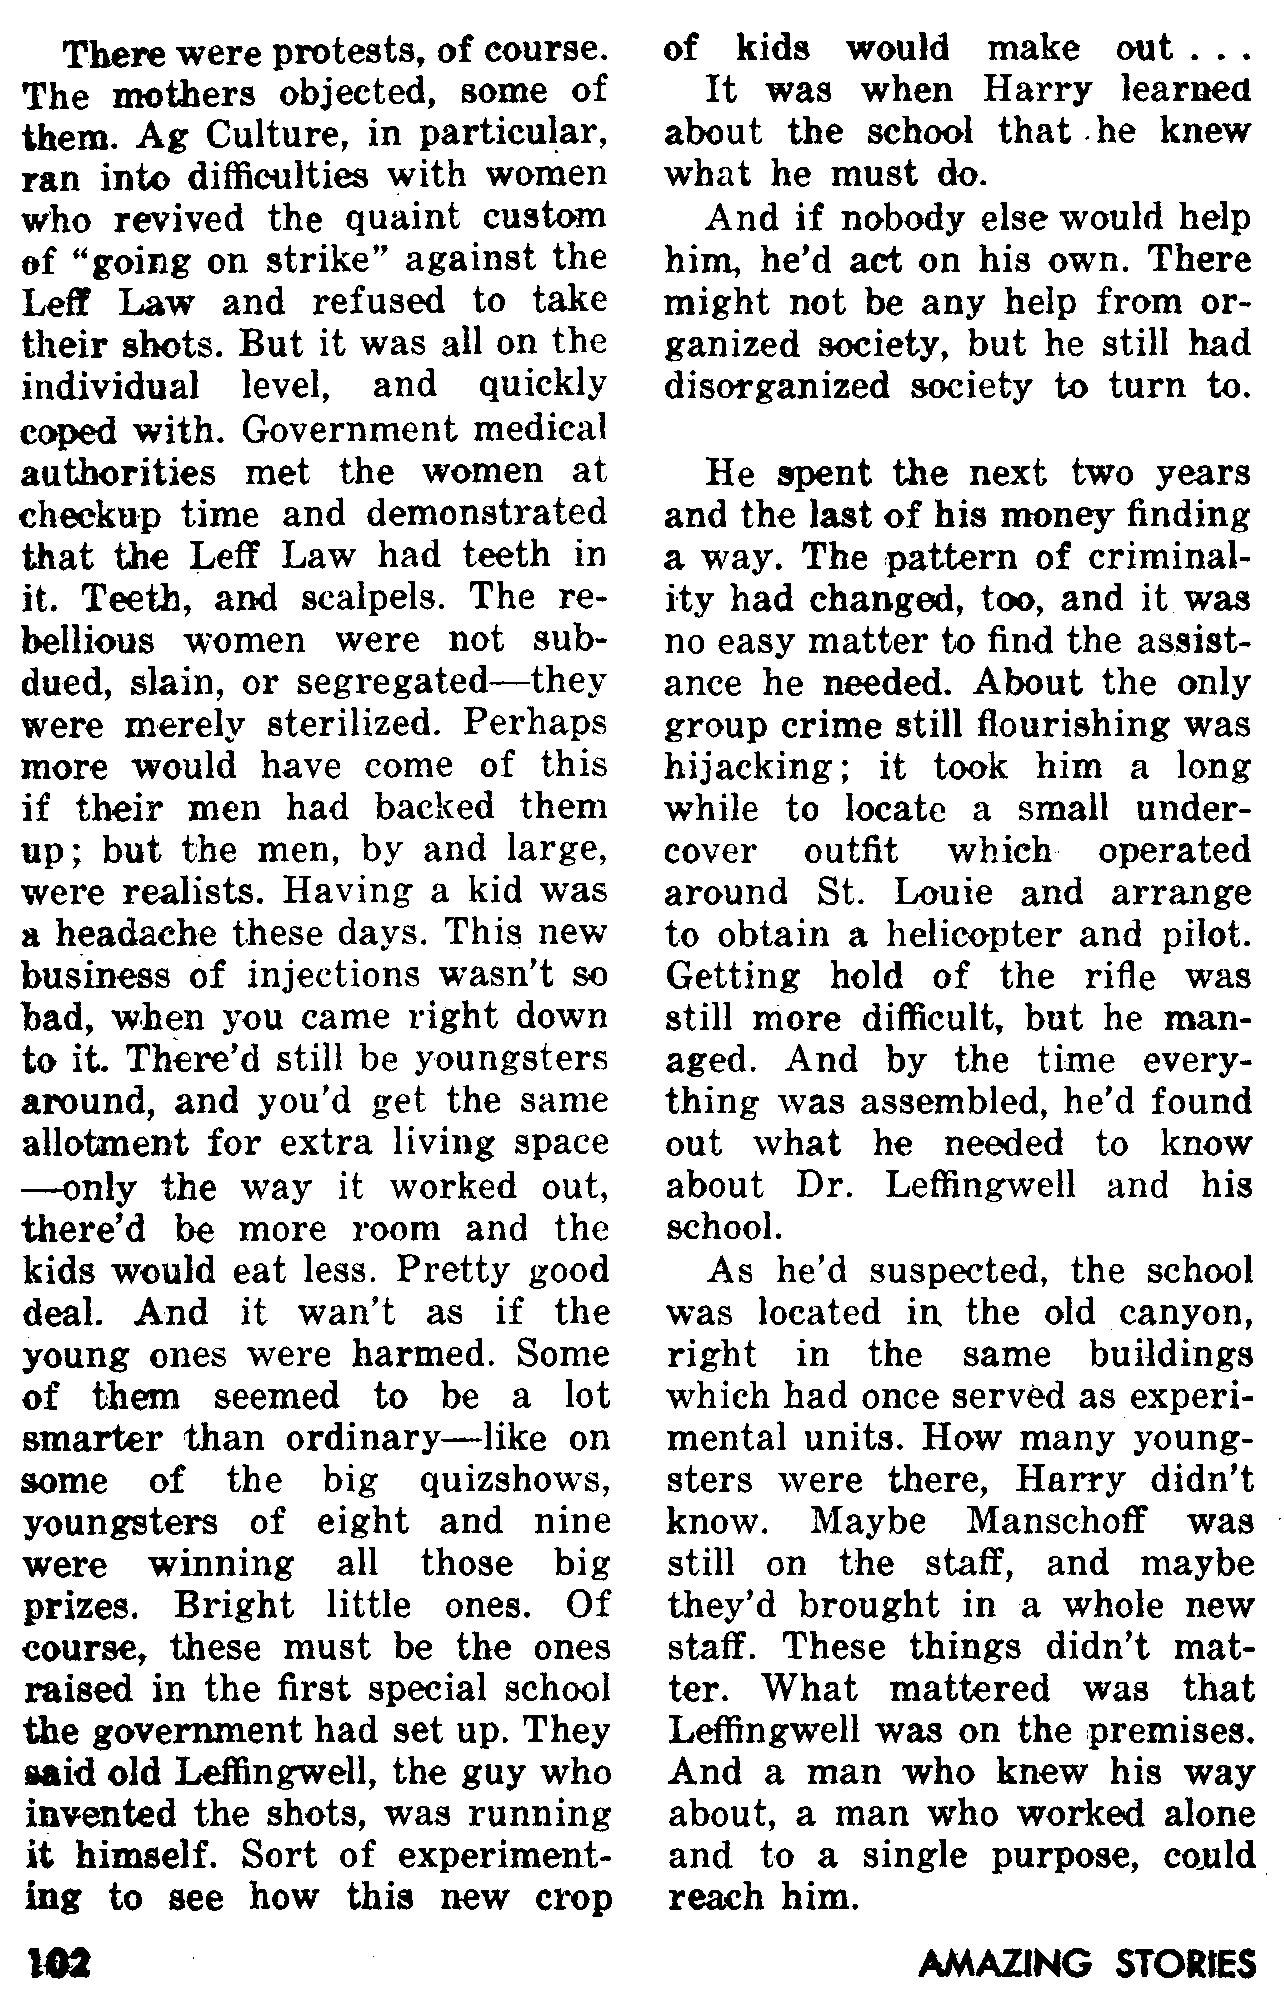 There were protests, of course.
The mothers objected, some of
them. Ag Culture, in particular,
ran into difficulties with women
who revived the quaint custom
of “going on strike” against the
Leff Law and refused to take
their shots. But it was all on the
individual level, and quickly
coped with. Government medical
authorities met the women at
checkup time and demonstrated
that the Leff Law had teeth in
it. Teeth, and scalpels. The re-
bellious women were not sub-
dued, slain, or segregated—they
were merely sterilized. Perhaps
more would have come of this
if their men had backed them
up; but the men, by and large,
were realists. Having a kid was
a headache these days. This new
business of injections wasn't so
bad, when you came right down
to it. There'd still be youngsters
around, and you'd get the same
allotment for extra living space
—only the way it worked out,
there'd be more room and the
kids would eat less. Pretty good
deal. And it wan't as if the
young ones were harmed. Some
of them seemed to be a lot
smarter than ordinary—like on
some of the big quizshows,
youngsters of eight and nine
were winning all those big
prizes. Bright little ones. Of
course, these must be the ones
raised in the first special school
the government had set up. They
said old Leffingwell, the guy who
invented the shots, was running
it himself. Sort of experiment-
ing to see how this new crop
of kids would make out . . .
It was when Harry learned
about the school that he knew
what he must do.
And if nobody else would help
him, he'd act on his own. There
might not be any help from or-
ganized society, but he still had
disorganized society to turn to.
He spent the next two years
and the last of his money finding
a way. The pattern of criminal-
ity had changed, too, and it was
no easy matter to find the assist-
ance he needed. About the only
group crime still flourishing was
hijacking; it took him a long
while to locate a small under-
cover outfit which operated
around St. Louie and arrange
to obtain a helicopter and pilot.
Getting hold of the rifle was
still more difficult, but he man-
aged. And by the time every-
thing was assembled, he'd found
out what he needed to know
about Dr. Leffingwell and his
school.
As he'd suspected, the school
was located in the old canyon,
right in the same buildings
which had once served as experi-
mental units. How many young-
sters were there, Harry didn't
know. Maybe Manschoff was
still on the staff, and maybe
they'd brought in a whole new
staff. These things didn't mat-
ter. What mattered was that
Leffingwell was on the premises.
And a man who knew his way
about, a man who worked alone
and to a single purpose, could
reach him.
102
AMAZING STORIES